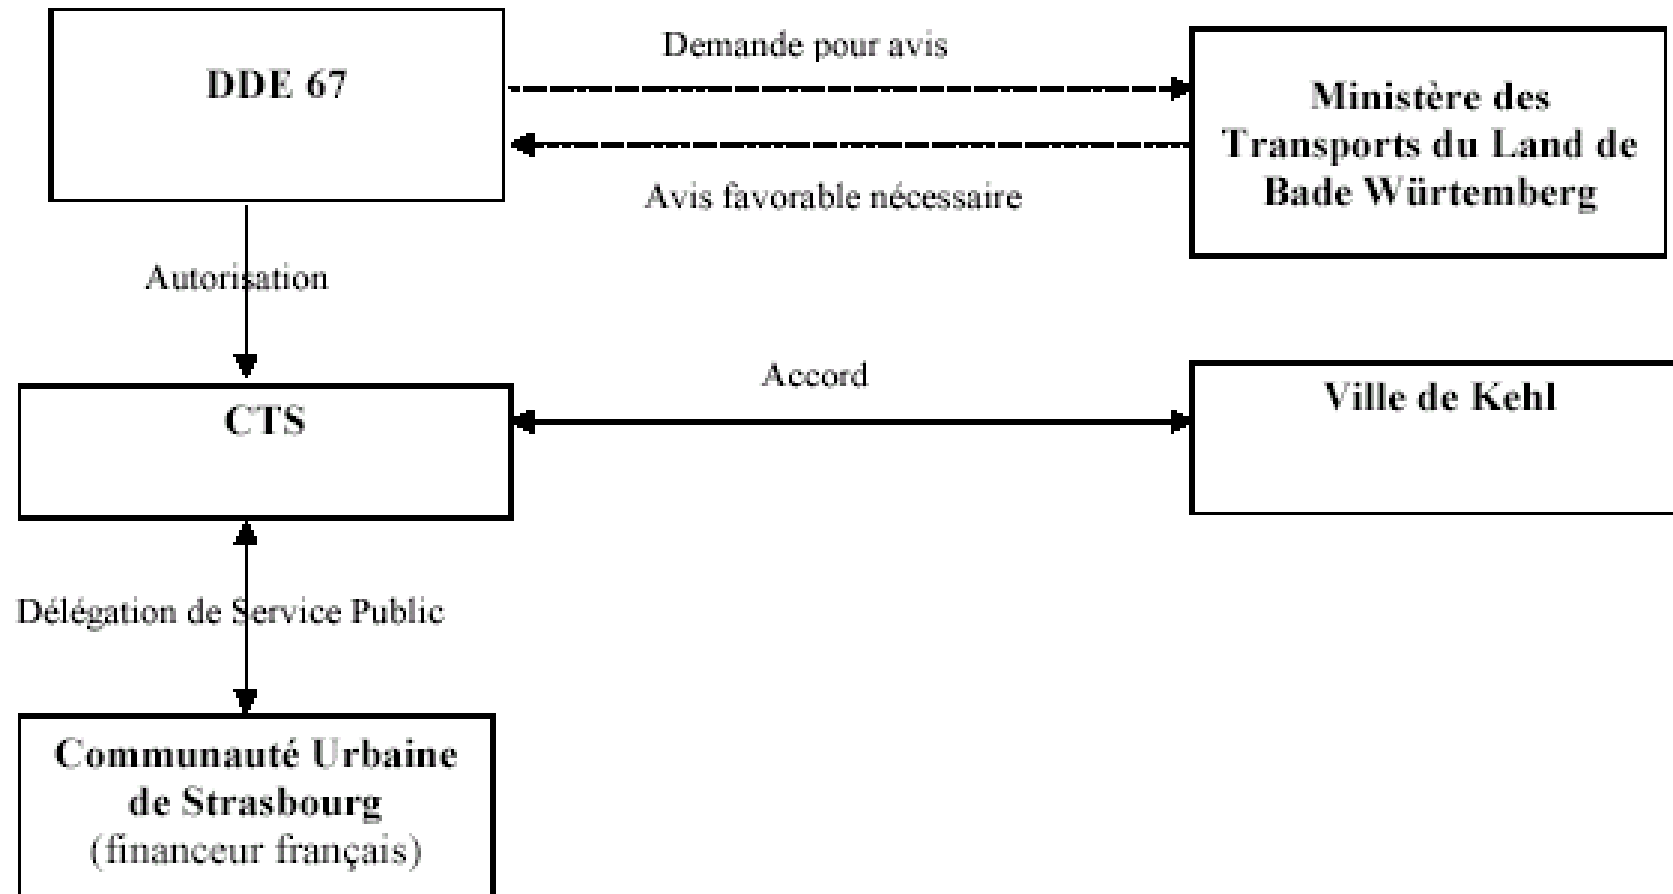 DDE 67
Demande pour avis
Ministère des
Transports du Land de
Bade Würtemberg
Avis favorable nécessaire
Autorisation
CTS
Accord
Ville de Kehl
Délégation de Service Public
Communauté Urbaine
de Strasbourg
(financeur français)